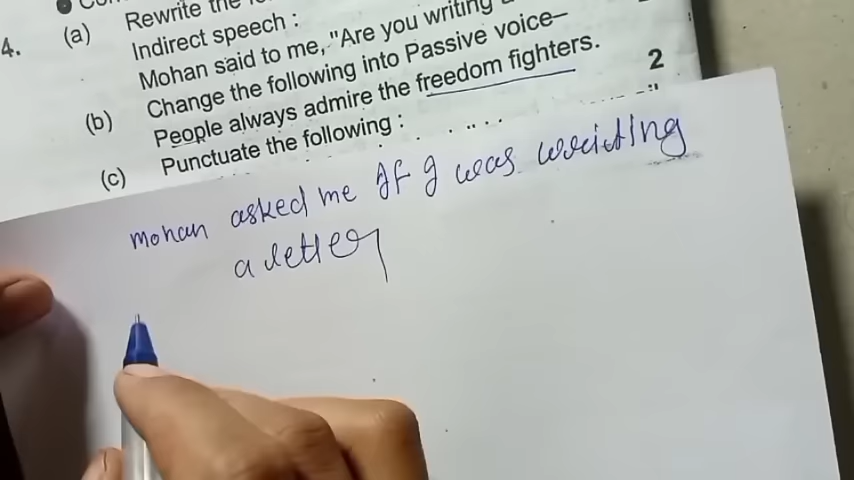 4. (a) Rewrite the
Indirect speech :
Mohan said to me, "Are you writing
(b) Change the following into Passive voice–
People always admire the freedom fighters.
2
(c) Punctuate the following :
mohan asked me If I was writing
a letter